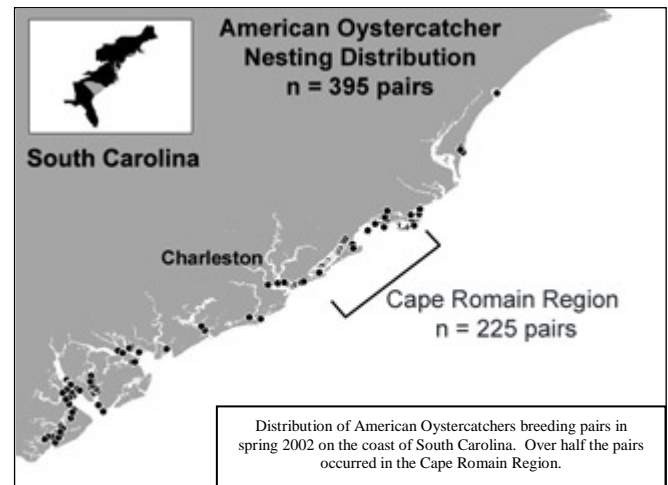 American Oystercatcher
Nesting Distribution
n = 395 pairs
South Carolina
Charleston
Cape Romain Region
n = 225 pairs
Distribution of American Oystercatchers breeding pairs in
spring 2002 on the coast of South Carolina. Over half the pairs
occurred in the Cape Romain Region.